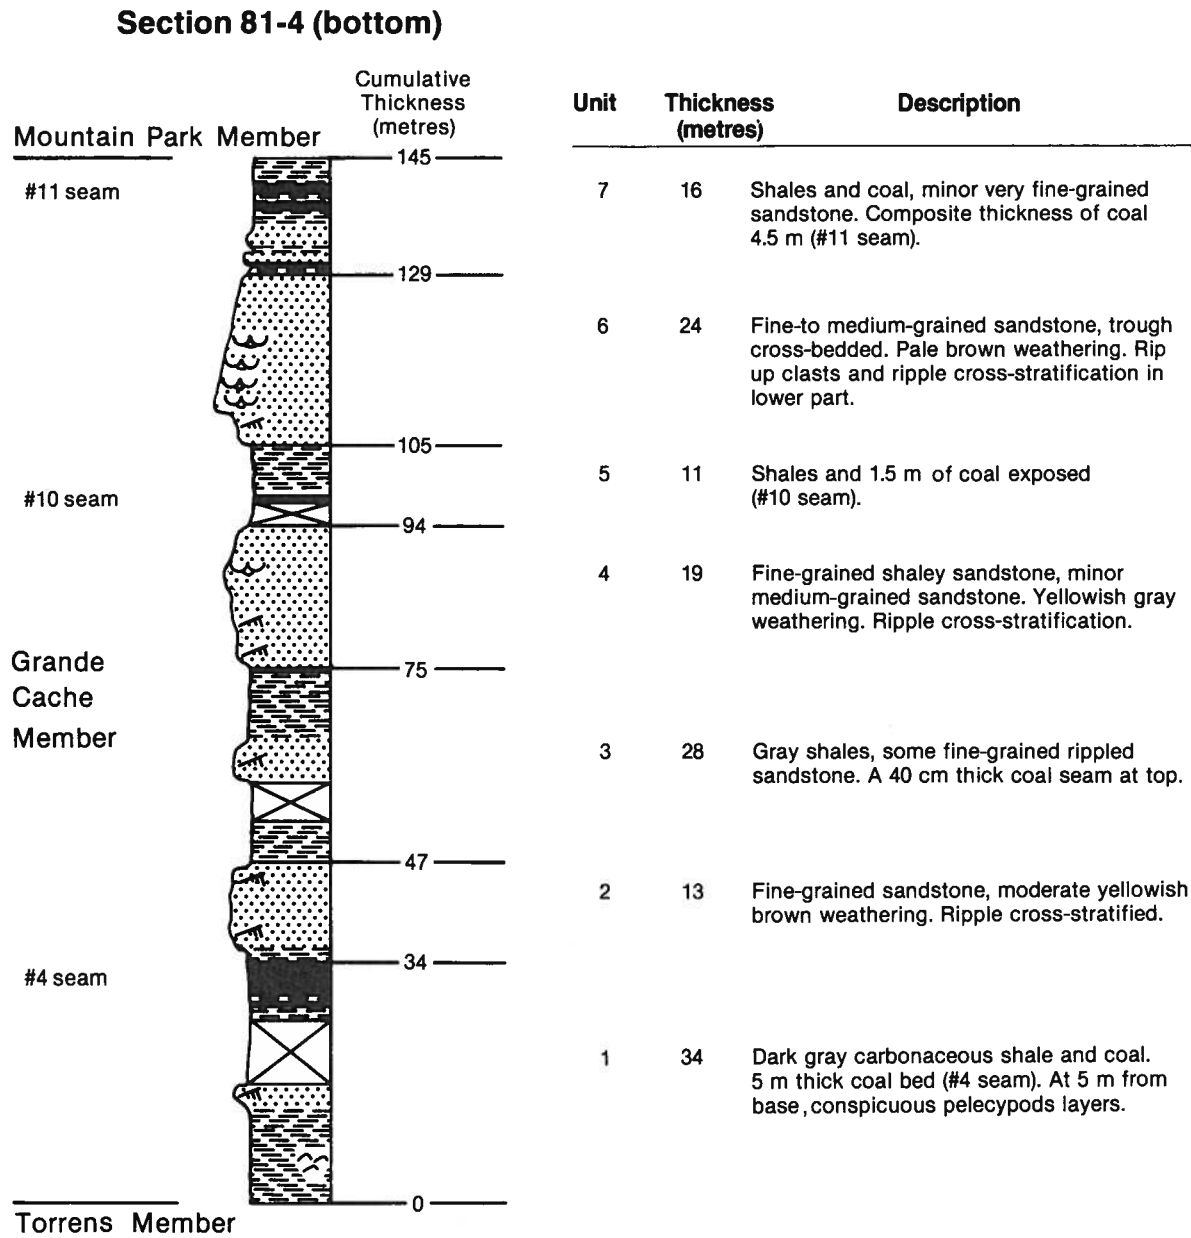 Section 81-4 (bottom)
Cumulative
Thickness
(metres)
Mountain Park Member
145
#11 seam
129
105
#10 seam
94
Grande
Cache
Member
75
47
34
#4 seam
0
Torrens Member
Unit Thickness Description
(metres)
7 16 Shales and coal, minor very fine-grained
sandstone. Composite thickness of coal
4.5 m (#11 seam).
6 24 Fine-to medium-grained sandstone, trough
cross-bedded. Pale brown weathering. Rip
up clasts and ripple cross-stratification in
lower part.
5 11 Shales and 1.5 m of coal exposed
(#10 seam).
4 19 Fine-grained shaley sandstone, minor
medium-grained sandstone. Yellowish gray
weathering. Ripple cross-stratification.
3 28 Gray shales, some fine-grained rippled
sandstone. A 40 cm thick coal seam at top.
2 13 Fine-grained sandstone, moderate yellowish
brown weathering. Ripple cross-stratified.
1 34 Dark gray carbonaceous shale and coal.
5 m thick coal bed (#4 seam). At 5 m from
base, conspicuous pelecypods layers.